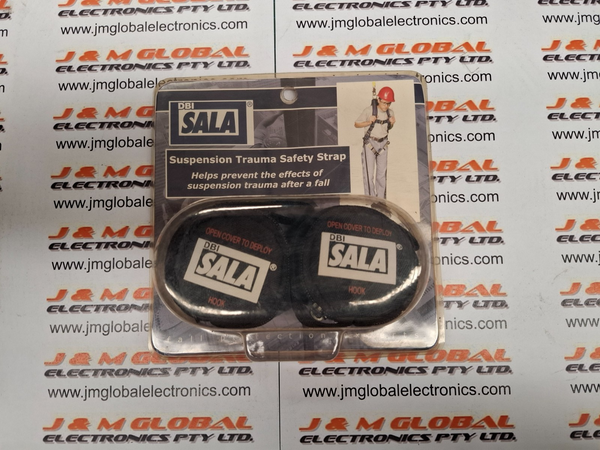 J & M GLOBAL
ELECTRONICS PTY LTD.
www.jmglobalelectronics.com
DBI
SALA
®
Suspension Trauma Safety Strap
Helps prevent the effects of
suspension trauma after a fall
OPEN COVER TO DEPLOY
DBI
SALA
®
HOOK
OPEN COVER TO DEPLOY
DBI
SALA
®
HOOK
J & M GLOBAL
ELECTRONICS PTY LTD.
www.jmglobalelectronics.com